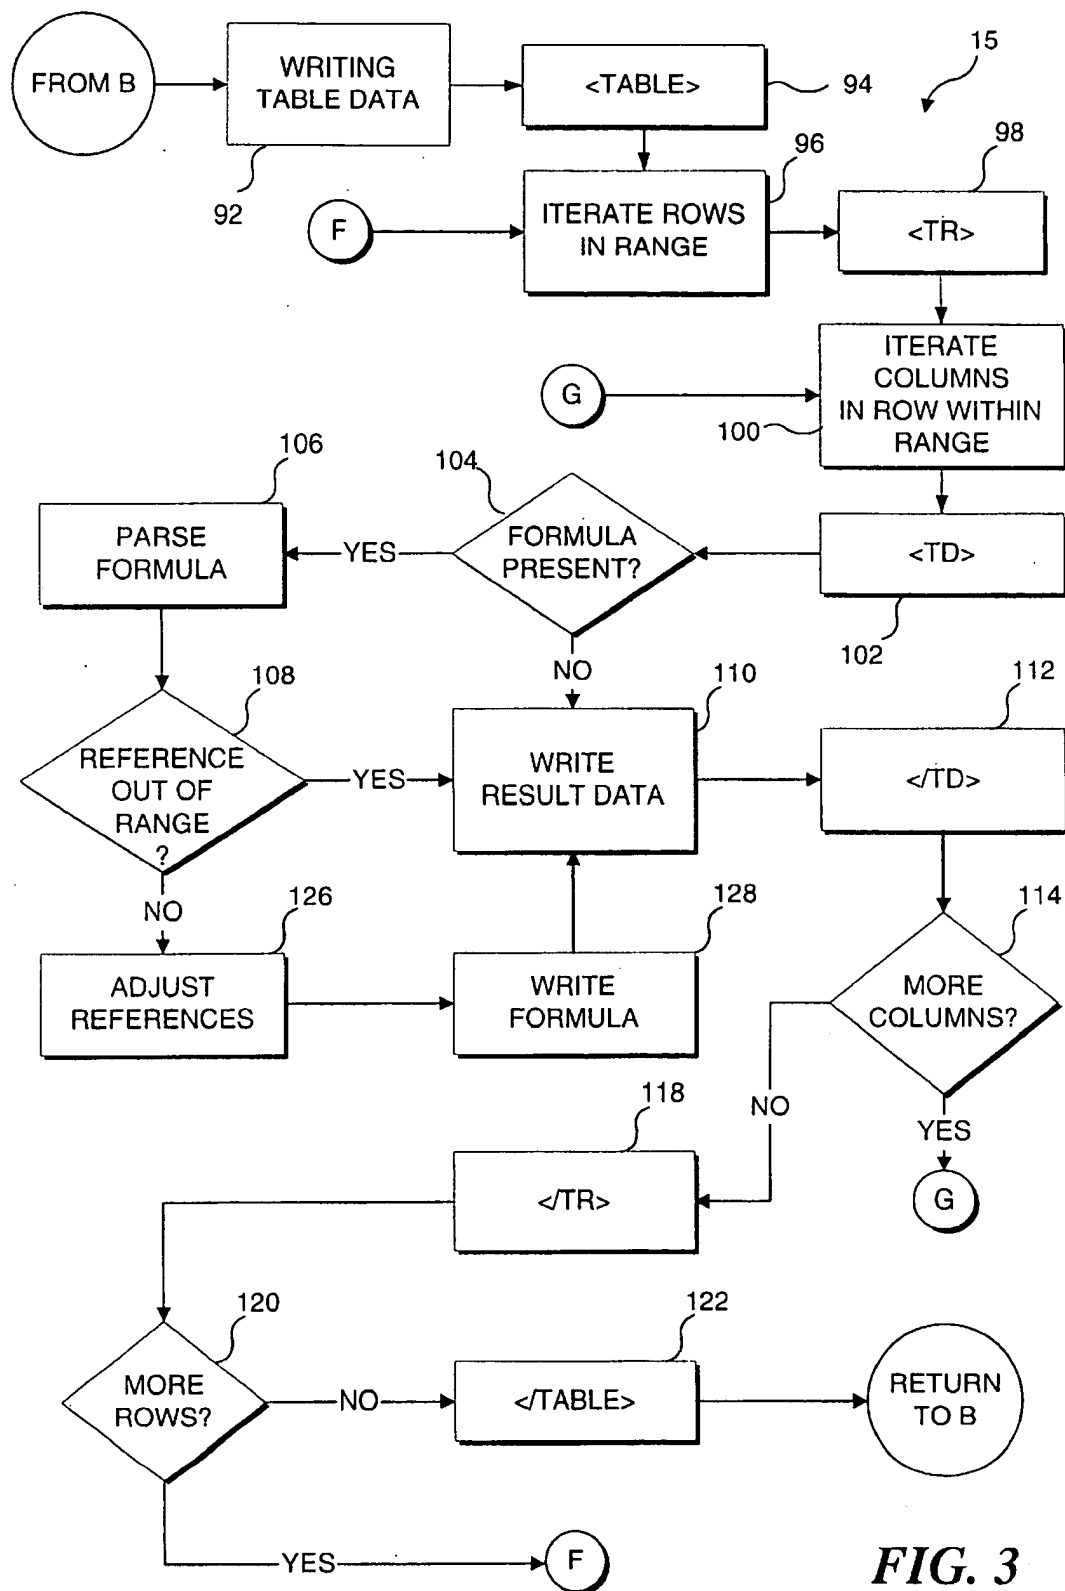 FROM B
WRITING
TABLE DATA
92
<TABLE>
94
15
F
ITERATE ROWS
IN RANGE
96
<TR>
98
G
ITERATE
COLUMNS
IN ROW WITHIN
RANGE
100
106
PARSE
FORMULA
YES
104
FORMULA
PRESENT?
<TD>
102
NO
108
REFERENCE
OUT OF
RANGE
?
YES
110
WRITE
RESULT DATA
112
</TD>
NO
126
ADJUST
REFERENCES
128
WRITE
FORMULA
114
MORE
COLUMNS?
NO
YES
G
118
</TR>
120
MORE
ROWS?
NO
122
</TABLE>
RETURN
TO B
YES
F
FIG. 3